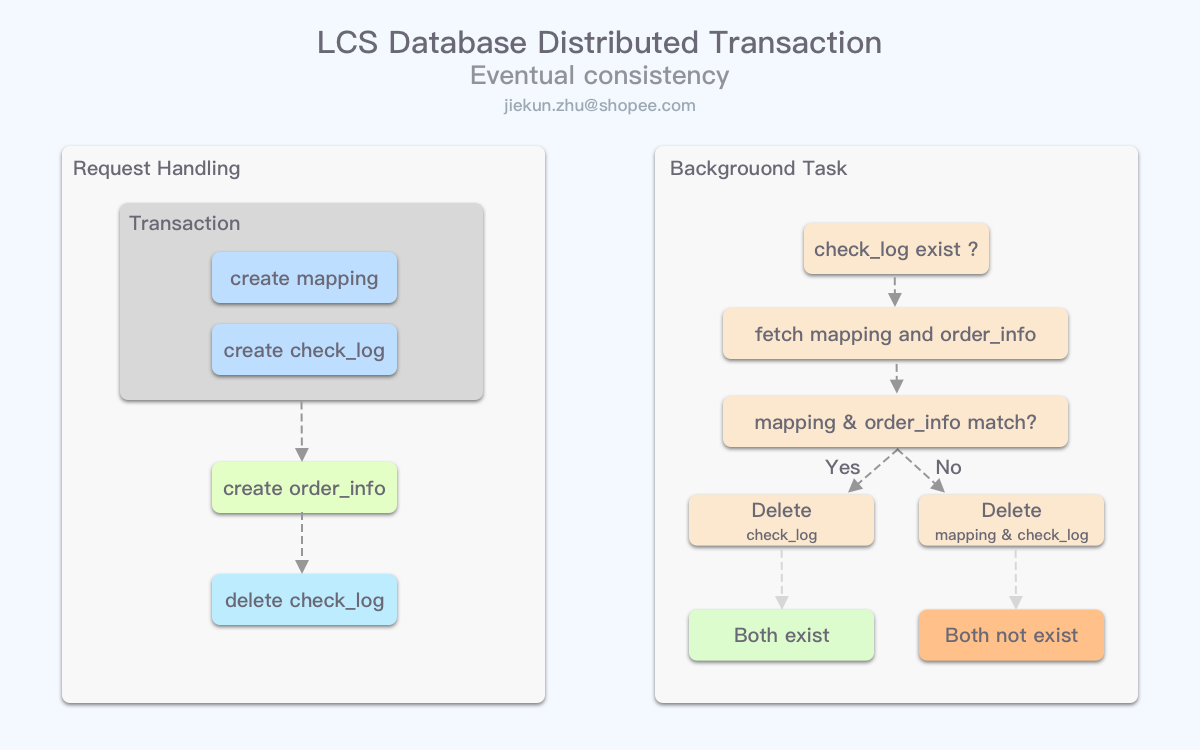 LCS Database Distributed Transaction
Eventual consistency
jiekun.zhu@shopee.com
Request Handling
Transaction
create mapping
create check_log
create order_info
delete check_log
Backgrouond Task
check_log exist ?
fetch mapping and order_info
mapping & order_info match?
Yes
No
Delete
check_log
Delete
mapping & check_log
Both exist
Both not exist